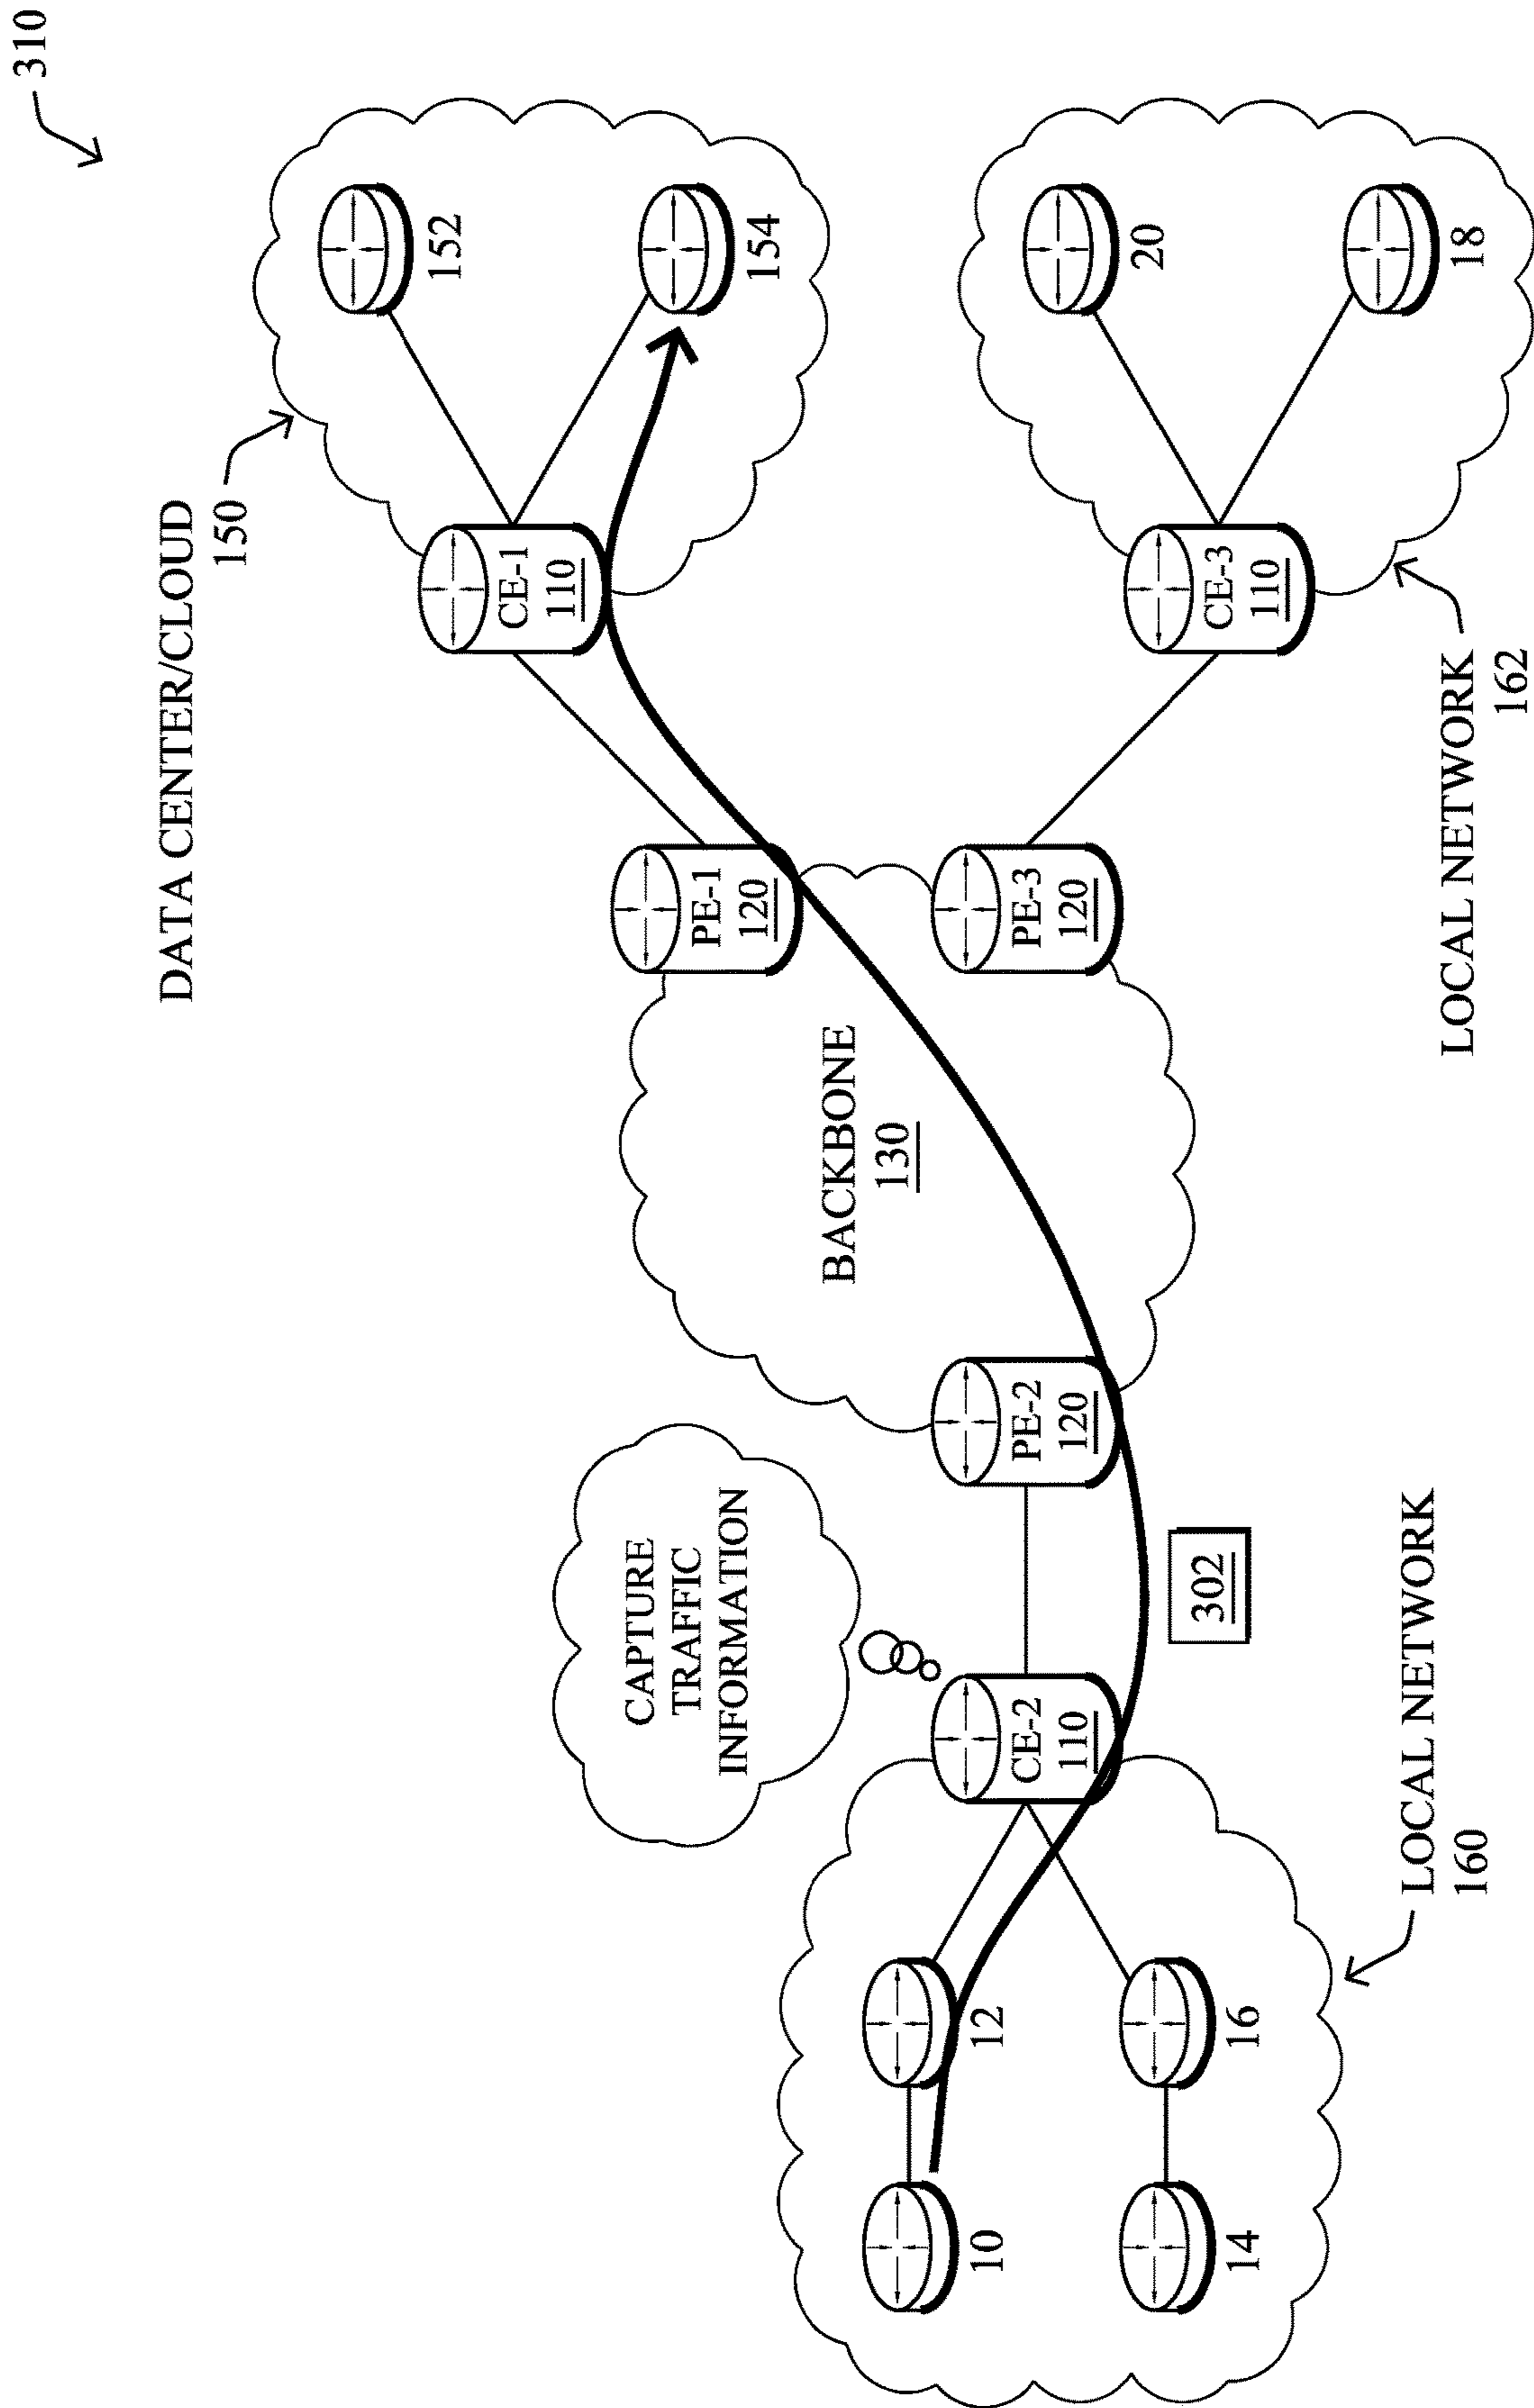 310
DATA CENTER/CLOUD
150
152
154
CE-1
110
PE-1
120
BACKBONE
130
PE-3
120
CE-3
110
20
18
LOCAL NETWORK
162
CAPTURE
TRAFFIC
INFORMATION
PE-2
120
CE-2
110
302
10
12
14
16
LOCAL NETWORK
160